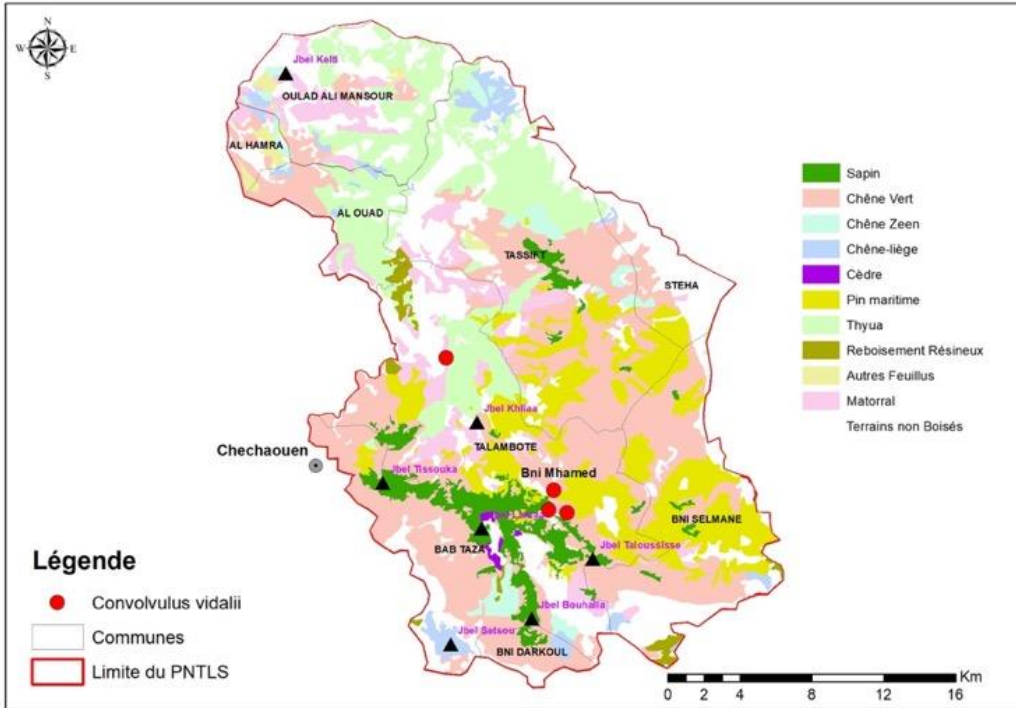 N
W E
S
Jbel Kelti
OULAD ALI MANSOUR
AL HAMRA
AL OUAD
TASSIFT
STEHA
Jbel Khliaa
TALAMBOTE
Chechaouen
Jbel Tissouka
Bni Mhamed
BNI SELMANE
BAB TAZA
Jbel Taloussisse
Jbel Bouhalla
Jbel Setsou
BNI DARKOUL
Sapin
Chêne Vert
Chêne Zeen
Chêne-liège
Cèdre
Pin maritime
Thyua
Reboisement Résineux
Autres Feuillus
Matorral
Terrains non Boisés
Légende
Convolvulus vidalii
Communes
Limite du PNTLS
Km
0 2 4 8 12 16